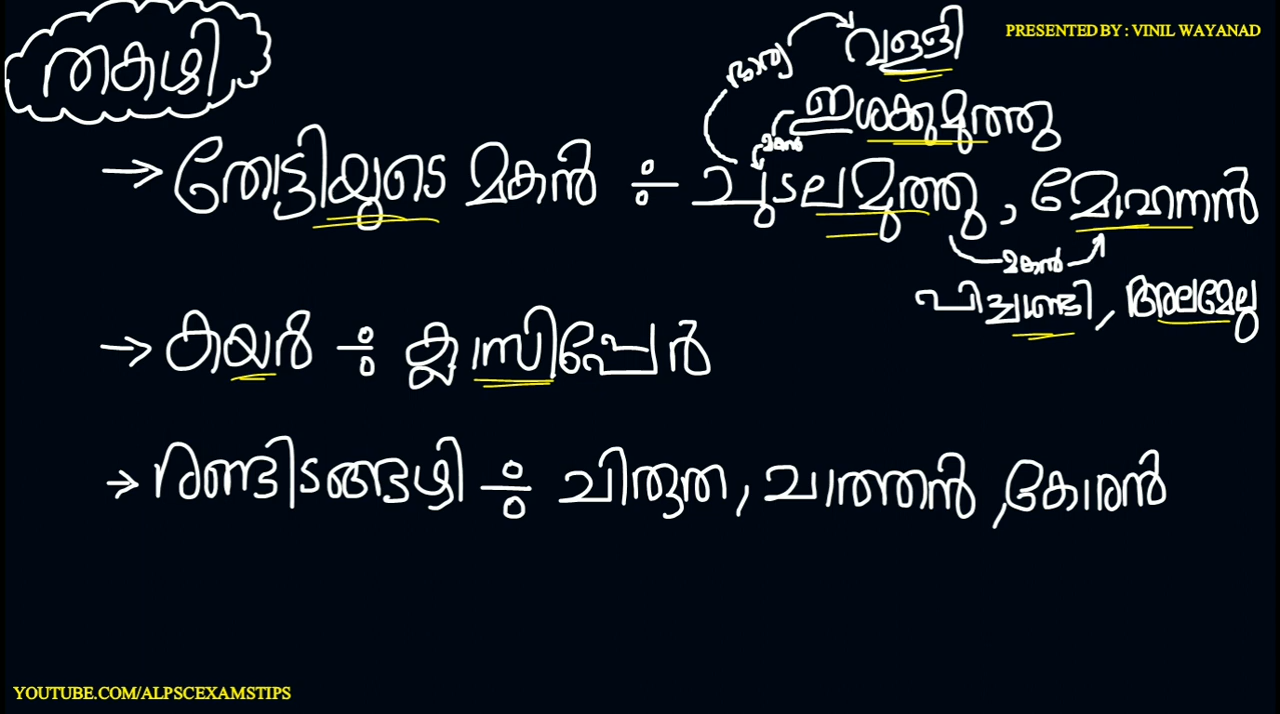 PRESENTED BY : VINIL WAYANAD
തകഴി
ഭാര്യ വള്ളി
മകൻ ഇശക്കുമുത്തു
→ തോട്ടിയുടെ മകൻ ÷ ചുടലമുത്തു, മോഹനൻ
മകൻ
പിച്ചാണ്ടി, അലമേലു
→ കയർ ÷ ക്ലാസിപ്പേർ
→ രണ്ടിടങ്ങഴി ÷ ചിരുത, ചാത്തൻ, കോരൻ
YOUTUBE.COM/ALPSCEXAMSTIPS